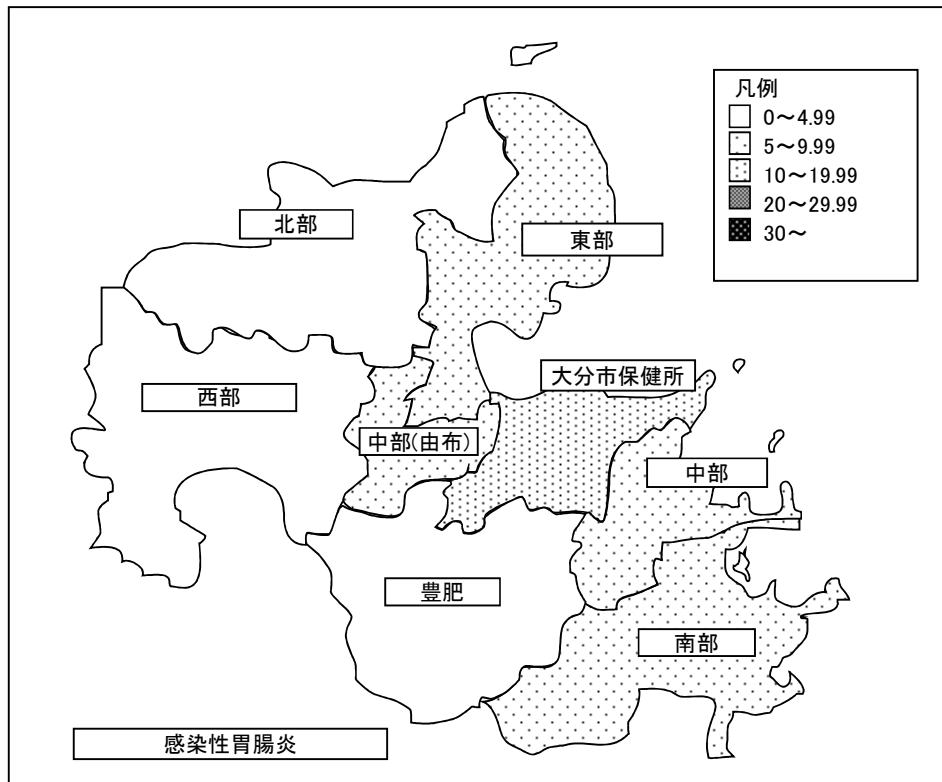 凡例
0～4.99
5～9.99
10～19.99
20～29.99
30～
北部
東部
大分市保健所
西部
中部(由布)
中部
豊肥
南部
感染性胃腸炎